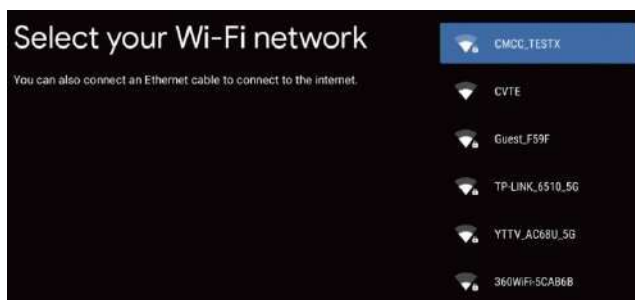 Select your Wi-Fi network
You can also connect an Ethernet cable to connect to the internet.
CMCC_TESTX
CVTE
Guest_F59F
TP-LINK_6510_5G
YTTV_AC68U_5G
360WiFi-5CAB6B